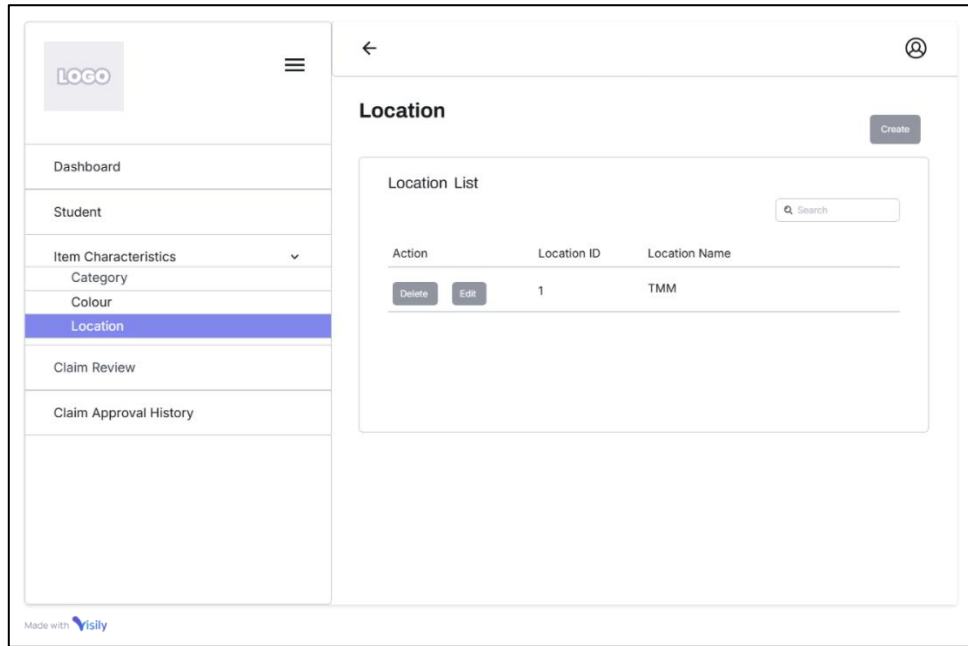 LOGO
Dashboard
Student
Item Characteristics
Category
Colour
Location
Claim Review
Claim Approval History
Location
Create
Location List
Search
Action Location ID Location Name
Delete Edit 1 TMM
Made with Visily